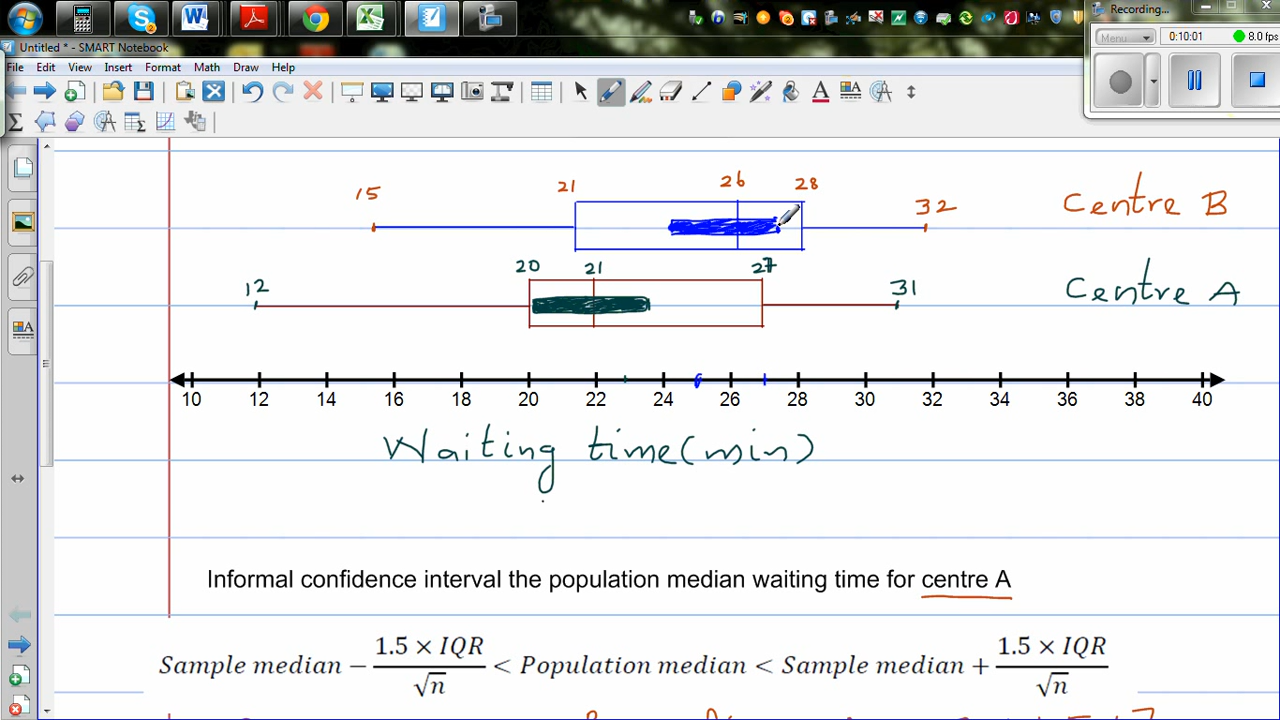 Recording...
Menu
0:10:01
8.0 fps
Untitled * - SMART Notebook
File Edit View Insert Format Math Draw Help
15 21 26 28 32 Centre B
12 20 21 27 31 Centre A
10 12 14 16 18 20 22 24 26 28 30 32 34 36 38 40
Waiting time(min)
Informal confidence interval the population median waiting time for centre A
Sample median − 1.5 × IQR / √n < Population median < Sample median + 1.5 × IQR / √n